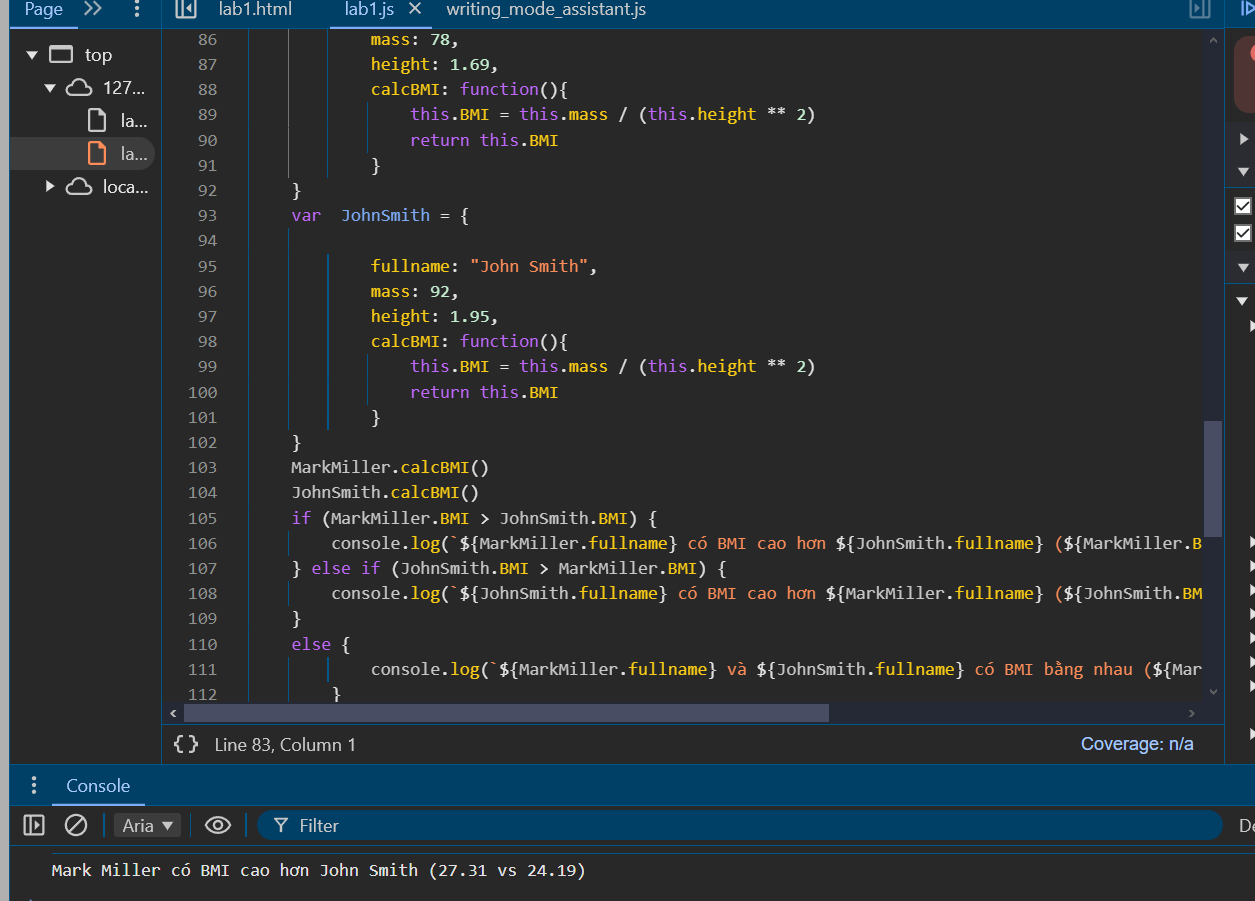 Page
lab1.html
lab1.js
writing_mode_assistant.js
top
127...
la...
la...
loca...
86 mass: 78,
87 height: 1.69,
88 calcBMI: function(){
89 this.BMI = this.mass / (this.height ** 2)
90 return this.BMI
91 }
92 }
93 var  JohnSmith = {
94
95 fullname: "John Smith",
96 mass: 92,
97 height: 1.95,
98 calcBMI: function(){
99 this.BMI = this.mass / (this.height ** 2)
100 return this.BMI
101 }
102 }
103 MarkMiller.calcBMI()
104 JohnSmith.calcBMI()
105 if (MarkMiller.BMI > JohnSmith.BMI) {
106 console.log(`${MarkMiller.fullname} có BMI cao hơn ${JohnSmith.fullname} (${MarkMiller.B
107 } else if (JohnSmith.BMI > MarkMiller.BMI) {
108 console.log(`${JohnSmith.fullname} có BMI cao hơn ${MarkMiller.fullname} (${JohnSmith.BM
109 }
110 else {
111 console.log(`${MarkMiller.fullname} và ${JohnSmith.fullname} có BMI bằng nhau (${Mar
112 }
{} Line 83, Column 1
Coverage: n/a
Console
Aria
Filter
De
Mark Miller có BMI cao hơn John Smith (27.31 vs 24.19)